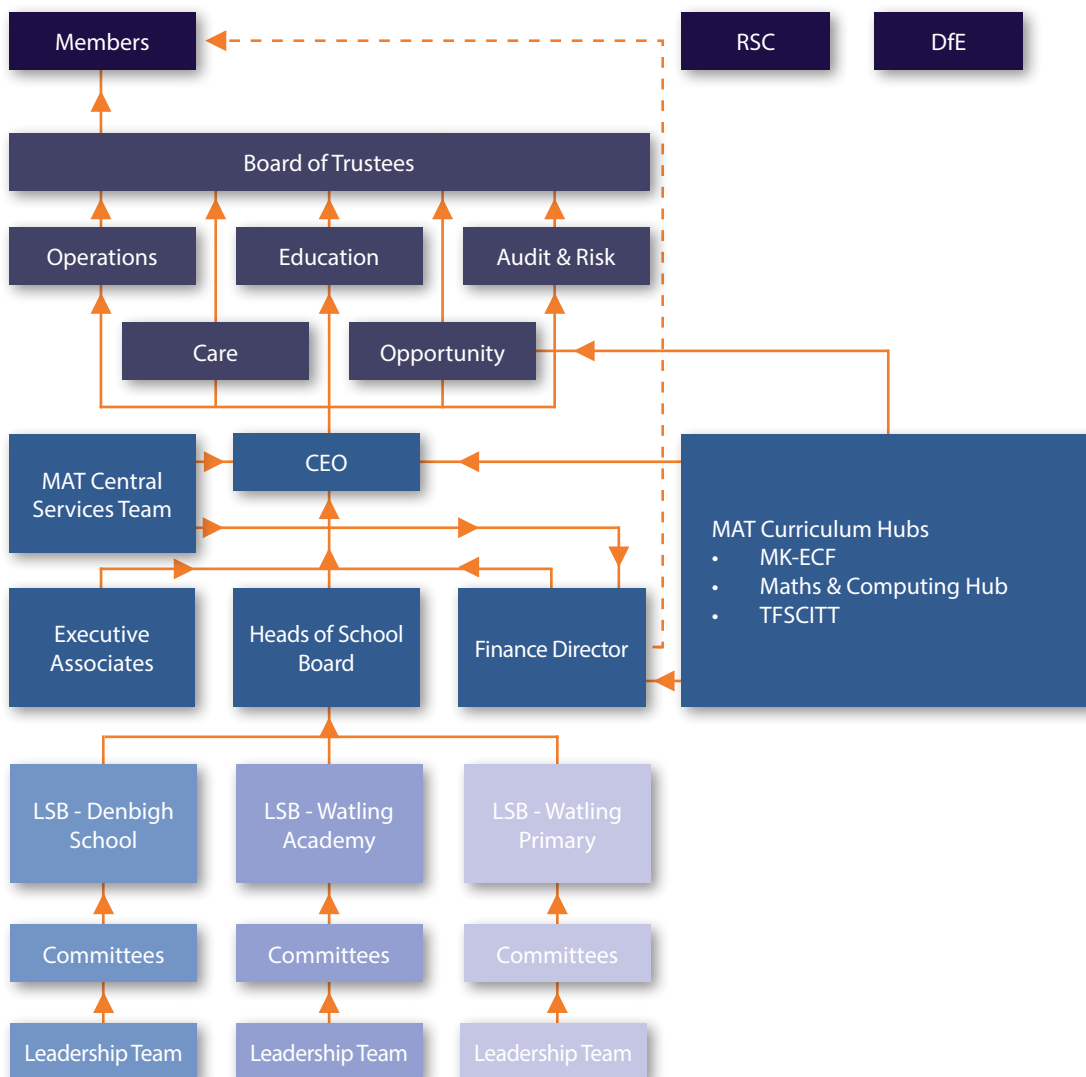 Members
RSC
DfE
Board of Trustees
Operations
Education
Audit & Risk
Care
Opportunity
MAT Central
Services Team
CEO
MAT Curriculum Hubs
• MK-ECF
• Maths & Computing Hub
• TFSCITT
Executive
Associates
Heads of School
Board
Finance Director
LSB - Denbigh
School
LSB - Watling
Academy
LSB - Watling
Primary
Committees
Committees
Committees
Leadership Team
Leadership Team
Leadership Team